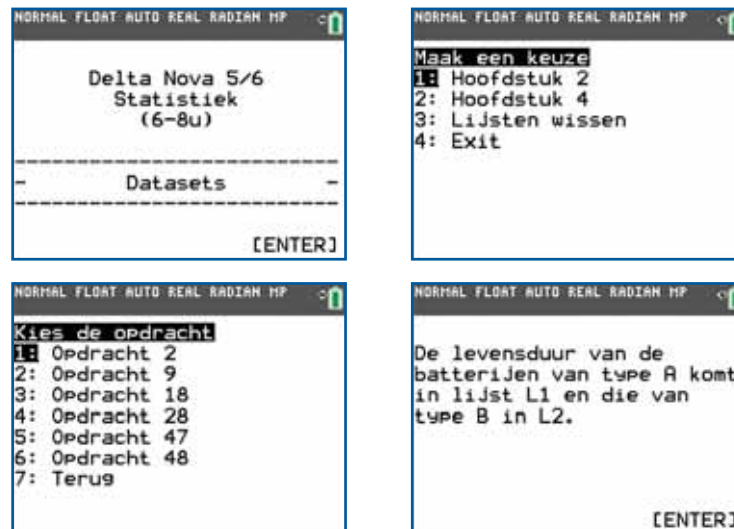 NORMAL FLOAT AUTO REAL RADIAN MP
Delta Nova 5/6
Statistiek
(6-8u)
Datasets
[ENTER]
NORMAL FLOAT AUTO REAL RADIAN MP
Maak een keuze
1: Hoofdstuk 2
2: Hoofdstuk 4
3: LiJsten wissen
4: Exit
NORMAL FLOAT AUTO REAL RADIAN MP
Kies de opdracht
1: Opdracht 2
2: Opdracht 9
3: Opdracht 18
4: Opdracht 28
5: Opdracht 47
6: Opdracht 48
7: Terug
NORMAL FLOAT AUTO REAL RADIAN MP
De levensduur van de
batteriJen van type A komt
in liJst L1 en die van
type B in L2.
[ENTER]